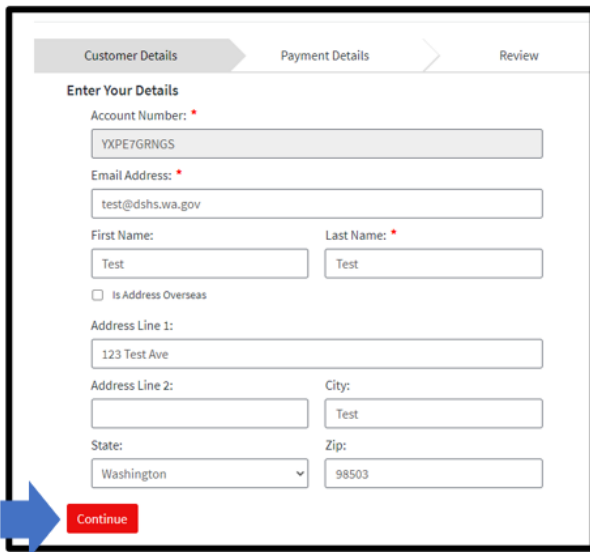 Customer Details Payment Details Review
Enter Your Details
Account Number: *
YXPE7GRNGS
Email Address: *
test@dshs.wa.gov
First Name: Last Name: *
Test Test
Is Address Overseas
Address Line 1:
123 Test Ave
Address Line 2: City:
Test
State: Zip:
Washington 98503
Continue